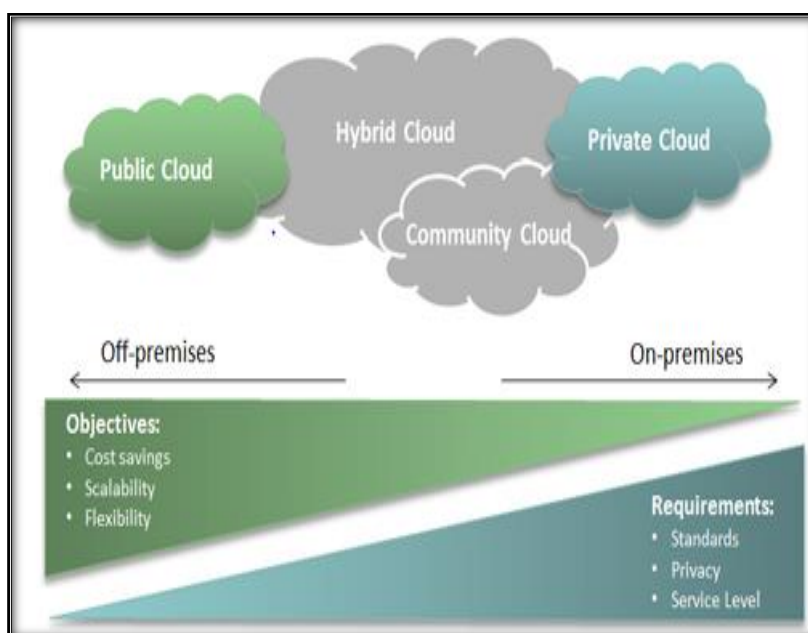 Hybrid Cloud
Public Cloud
Private Cloud
Community Cloud
Off-premises
On-premises
Objectives:
• Cost savings
• Scalability
• Flexibility
Requirements:
• Standards
• Privacy
• Service Level